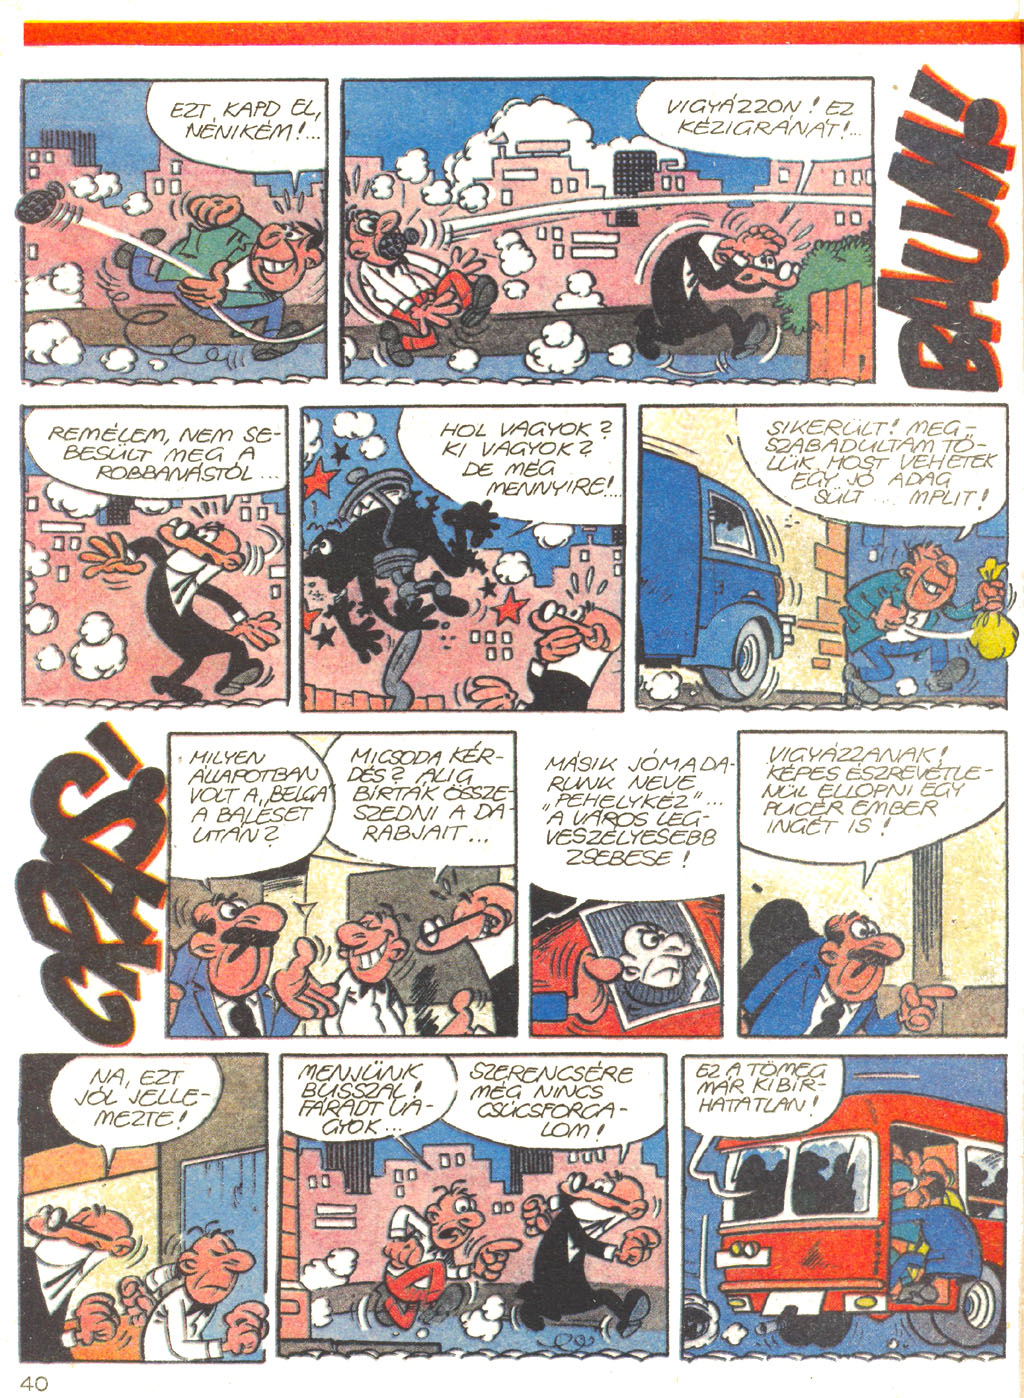 EZT, KAPD EL,
NÉNIKÉM!...
VIGYÁZZON! EZ
KÉZIGRÁNÁT!...
BAUMM!
REMÉLEM, NEM SE-
BESÜLT MEG A
ROBBANÁSTÓL...
HOL VAGYOK?
KI VAGYOK?
DE MÉG
MENNYIRE!...
SIKERÜLT! MEG-
SZABADULTAM TŐ-
LÜK, MOST VEHETEK
EGY JÓ ADAG
SÜLT ... MPLIT!
MILYEN
ÁLLAPOTBAN
VOLT A „BELGA"
A BALESET
UTÁN?
MICSODA KÉR-
DÉS? ALIG
BÍRTÁK ÖSSZE-
SZEDNI A DA
RABJAIT...
MÁSIK JÓMADA-
RUNK NEVE
„PEHELYKÉZ"...
A VÁROS LEG-
VESZÉLYESEBB
ZSEBESE!
VIGYÁZZANAK!
KÉPES ÉSZREVÉTLE-
NÜL ELLOPNI EGY
PUCÉR EMBER
INGÉT IS!
NA, EZT
JÓL JELLE-
MEZTE!
MENJÜNK
BUSSZAL!
FÁRADT VA-
GYOK...
SZERENCSÉRE
MÉG NINCS
CSÚCSFORGA-
LOM!
EZ A TÖMEG
MÁR KIBÍR-
HATATLAN!
40